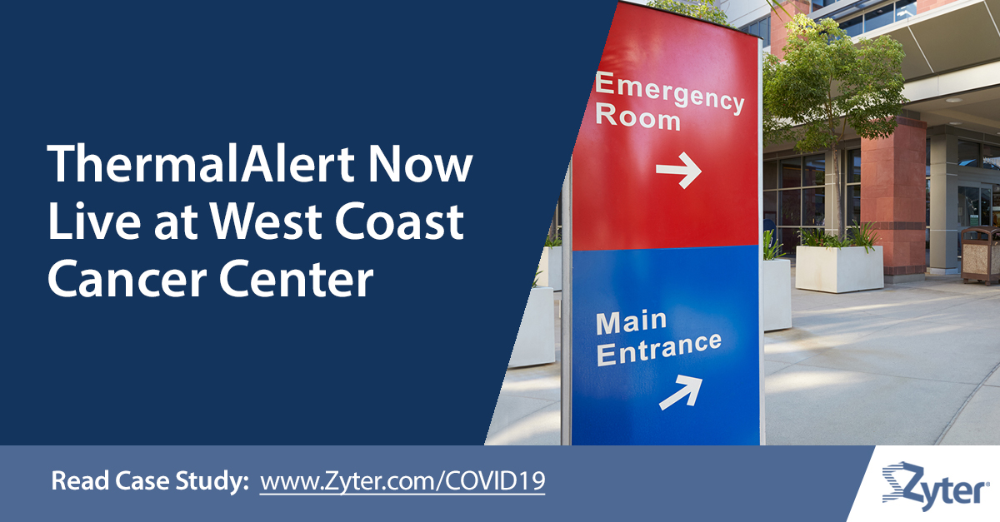 ThermalAlert Now
Live at West Coast
Cancer Center
Emergency
Room
→
Main
Entrance
↗
Read Case Study: www.Zyter.com/COVID19
Zyter®